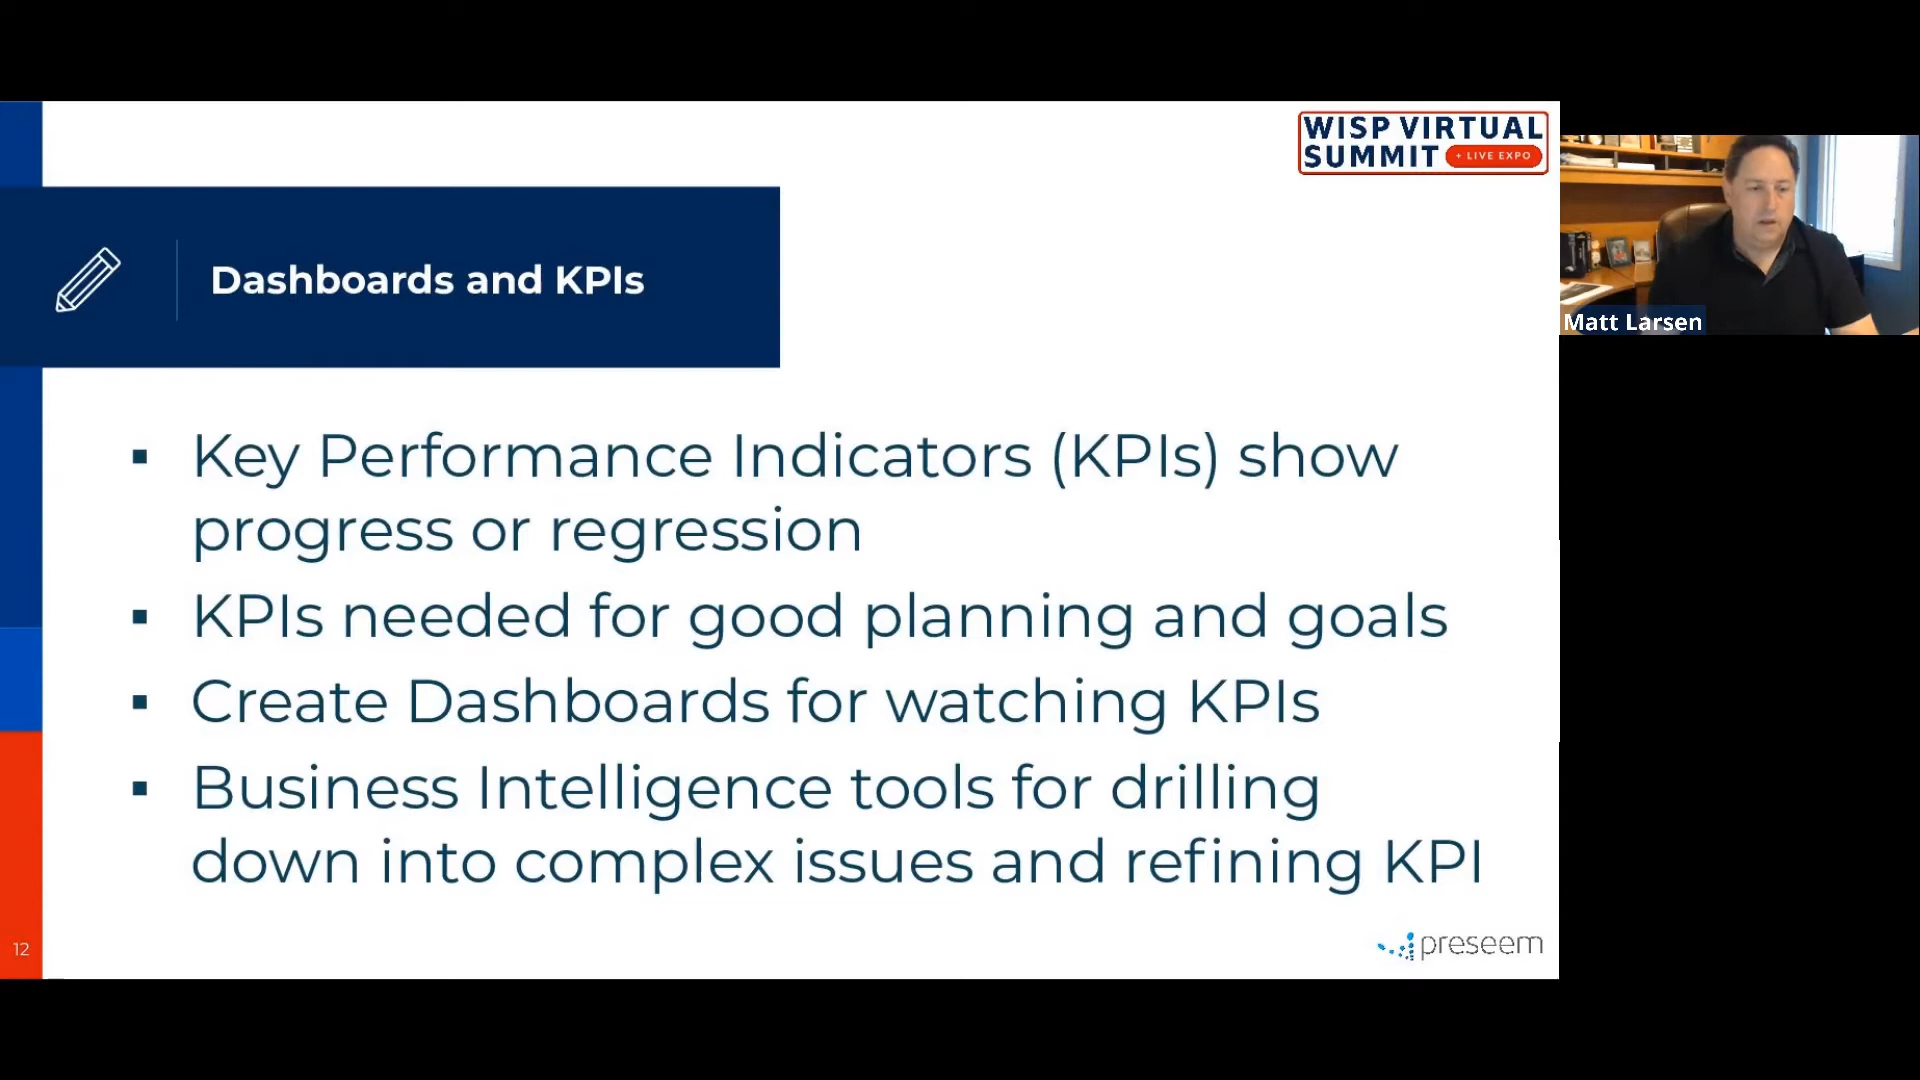 WISP VIRTUAL
SUMMIT + LIVE EXPO
Dashboards and KPIs
Matt Larsen
▪ Key Performance Indicators (KPIs) show
progress or regression
▪ KPIs needed for good planning and goals
▪ Create Dashboards for watching KPIs
▪ Business Intelligence tools for drilling
down into complex issues and refining KPI
12
preseem